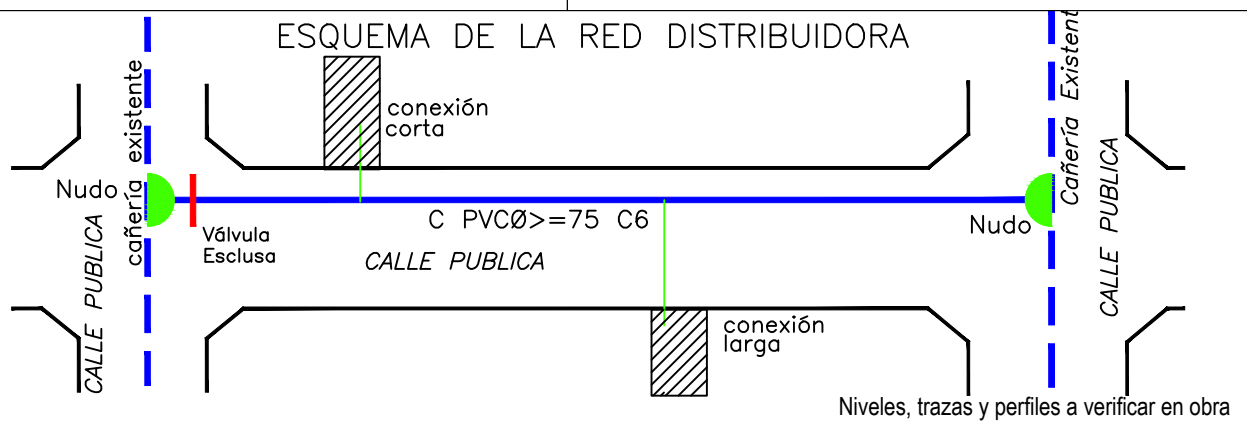 ESQUEMA DE LA RED DISTRIBUIDORA
cañería existente
Cañería Existent
conexión
corta
CALLE PUBLICA
Nudo
C PVCØ>=75 C6
Nudo
Válvula
Esclusa
CALLE PUBLICA
CALLE PUBLICA
conexión
larga
Niveles, trazas y perfiles a verificar en obra